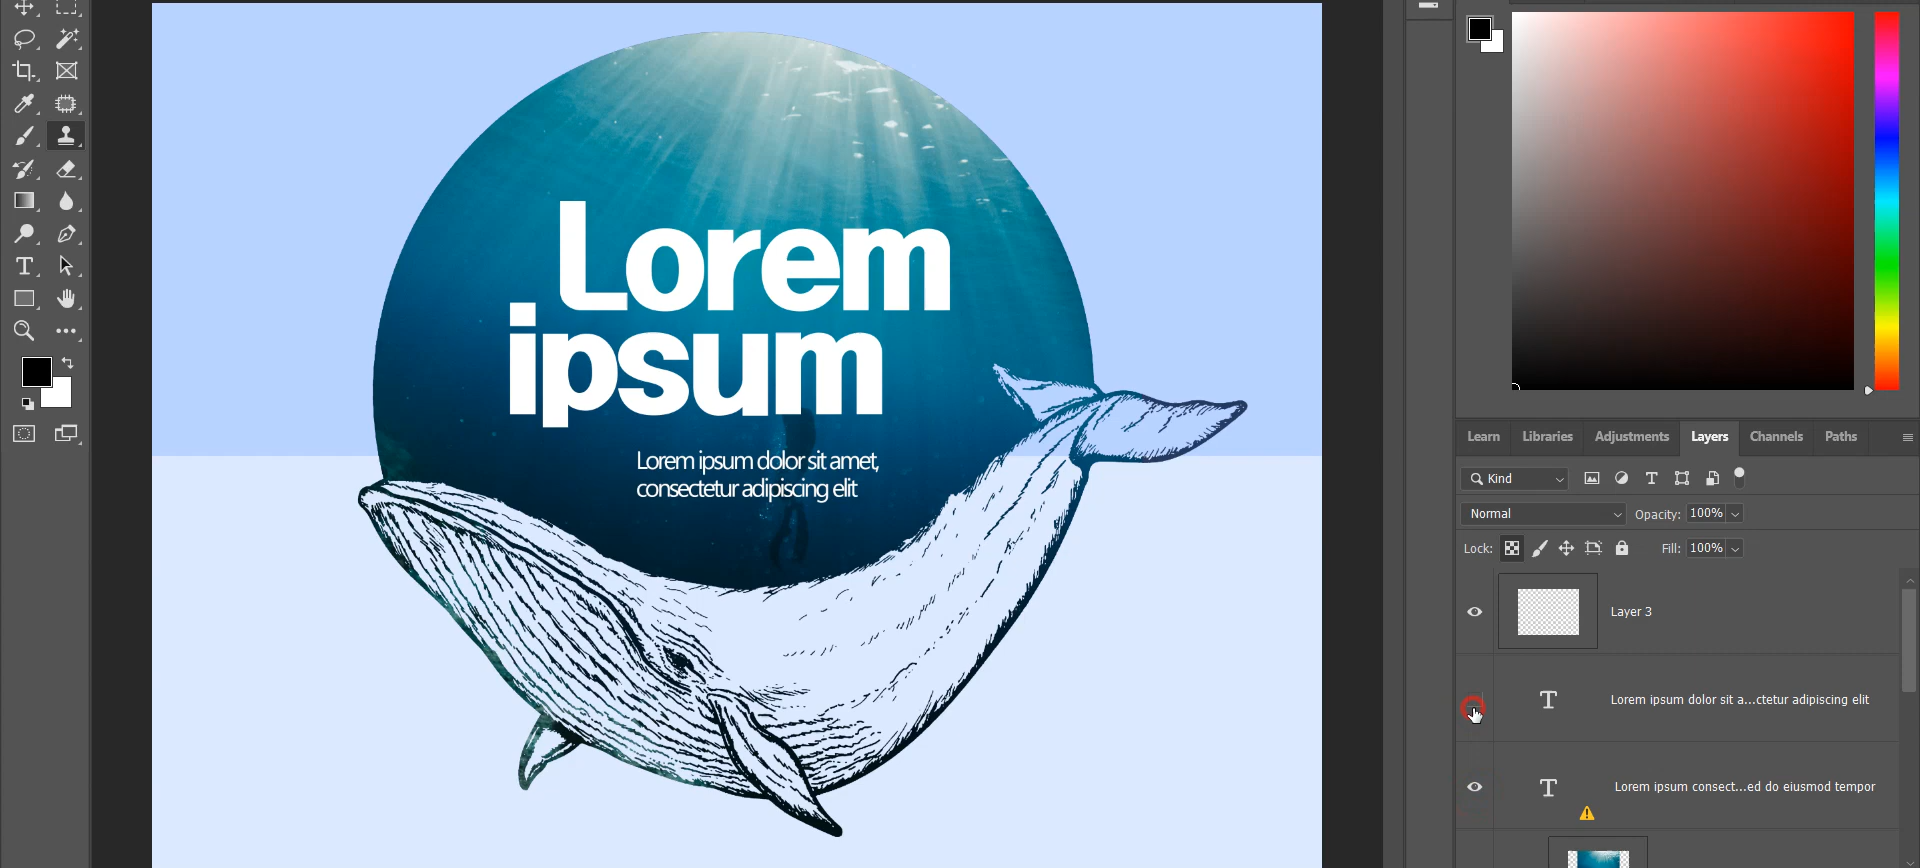 Lorem
ipsum
Lorem ipsum dolor sit amet,
consectetur adipiscing elit
T
Learn Libraries Adjustments Layers Channels Paths
Kind
T
Normal Opacity: 100%
Lock: Fill: 100%
Layer 3
T Lorem ipsum dolor sit a...ctetur adipiscing elit
T Lorem ipsum consect...ed do eiusmod tempor